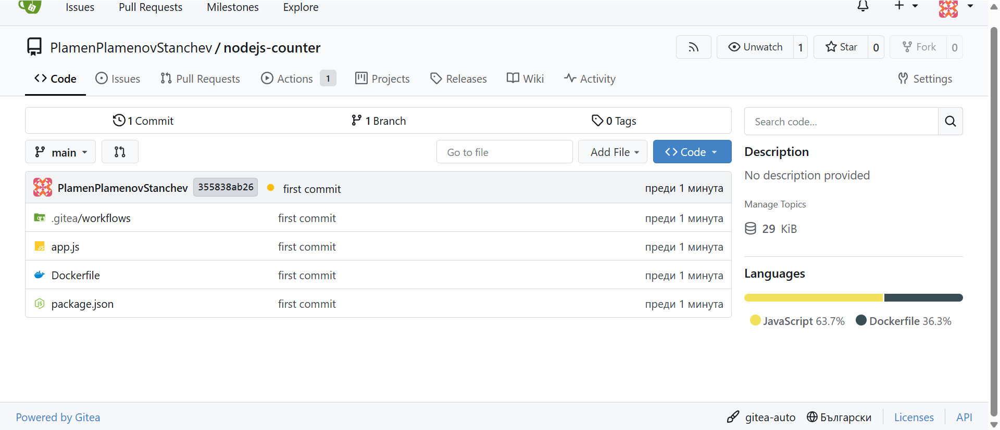 Issues Pull Requests Milestones Explore
PlamenPlamenovStanchev / nodejs-counter
Unwatch 1 Star 0 Fork 0
Code Issues Pull Requests Actions 1 Projects Releases Wiki Activity Settings
1 Commit 1 Branch 0 Tags
Search code...
main Go to file Add File Code
Description
No description provided
PlamenPlamenovStanchev 355838ab26 first commit преди 1 минута
.gitea/workflows first commit преди 1 минута
app.js first commit преди 1 минута
Dockerfile first commit преди 1 минута
package.json first commit преди 1 минута
Manage Topics
29 KiB
Languages
JavaScript 63.7% Dockerfile 36.3%
Powered by Gitea gitea-auto Български Licenses API